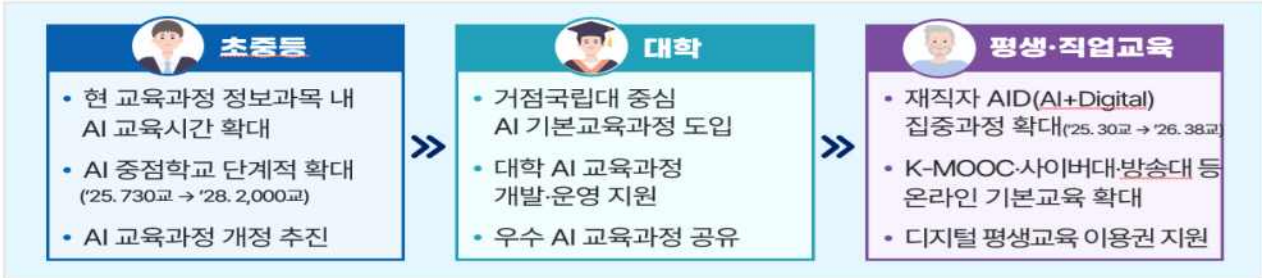 초중등
• 현 교육과정 정보과목 내
AI 교육시간 확대
• AI 중점학교 단계적 확대
('25. 730교 → '28. 2,000교)
• AI 교육과정 개정 추진
대학
• 거점국립대 중심
AI 기본교육과정 도입
• 대학 AI 교육과정
개발·운영 지원
• 우수 AI 교육과정 공유
평생·직업교육
• 재직자 AID(AI+Digital)
집중과정 확대('25. 30교 → '26. 38교)
• K-MOOC·사이버대·방송대 등
온라인 기본교육 확대
• 디지털 평생교육 이용권 지원